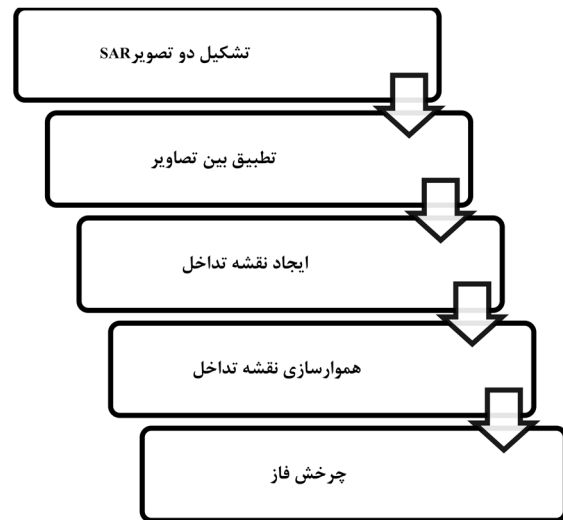 تشکیل دو تصویرSAR
تطبیق بین تصاویر
ایجاد نقشه تداخل
هموارسازی نقشه تداخل
چرخش فاز